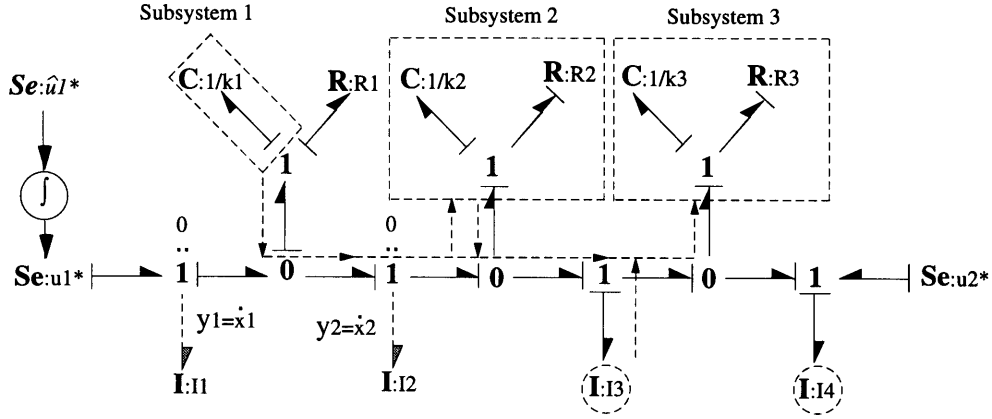 Subsystem 1 Subsystem 2 Subsystem 3
Se:û1* C:1/k1 R:R1 C:1/k2 R:R2 C:1/k3 R:R3
1 1 1
∫
0 0
Se:u1* 1 0 1 0 1 0 1 Se:u2*
y1=ẋ1 y2=ẋ2
I:I1 I:I2 I:I3 I:I4